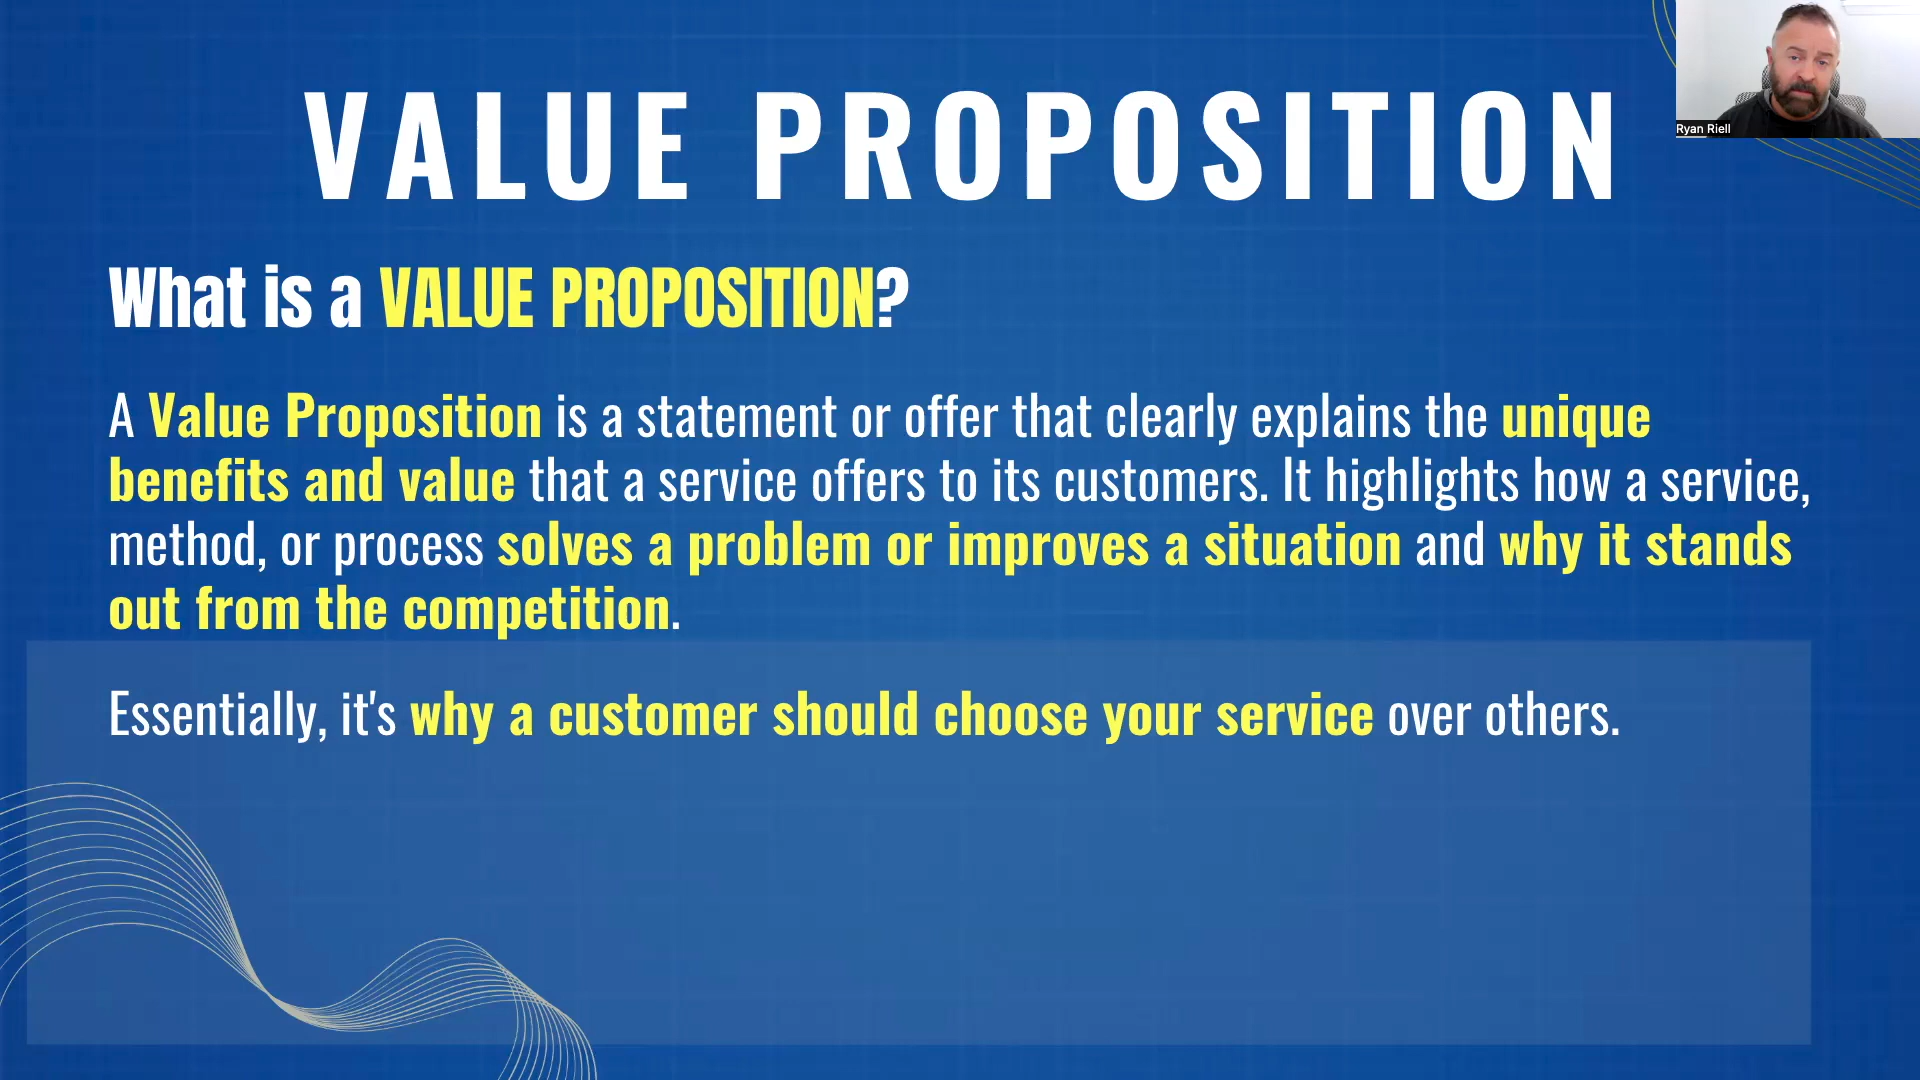 VALUE PROPOSITION
Ryan Riell
What is a VALUE PROPOSITION?
A Value Proposition is a statement or offer that clearly explains the unique
benefits and value that a service offers to its customers. It highlights how a service,
method, or process solves a problem or improves a situation and why it stands
out from the competition.
Essentially, it's why a customer should choose your service over others.